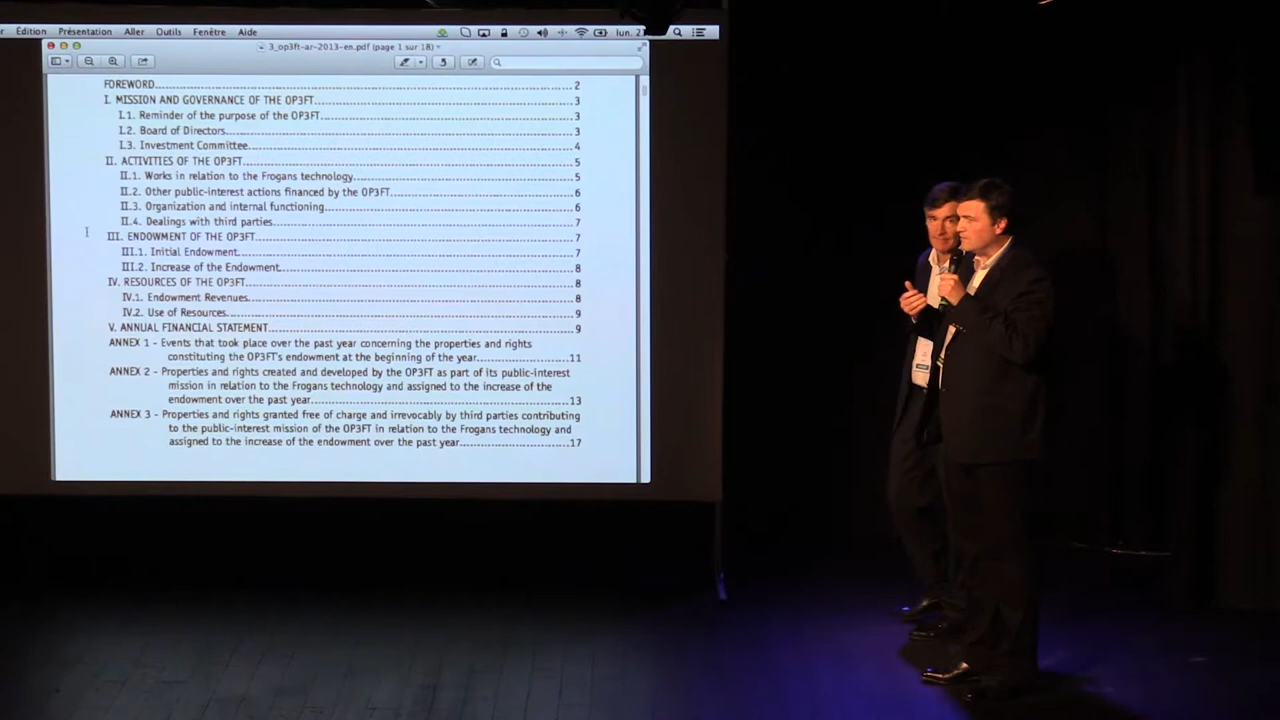 Édition Présentation Aller Outils Fenêtre Aide lun. 2
3_op3ft-ar-2013-en.pdf (page 1 sur 18)
FOREWORD 2
I. MISSION AND GOVERNANCE OF THE OP3FT 3
I.1. Reminder of the purpose of the OP3FT 3
I.2. Board of Directors 3
I.3. Investment Committee 4
II. ACTIVITIES OF THE OP3FT 5
II.1. Works in relation to the Frogans technology 5
II.2. Other public-interest actions financed by the OP3FT 6
II.3. Organization and internal functioning 6
II.4. Dealings with third parties 7
III. ENDOWMENT OF THE OP3FT 7
III.1. Initial Endowment 7
III.2. Increase of the Endowment 8
IV. RESOURCES OF THE OP3FT 8
IV.1. Endowment Revenues 8
IV.2. Use of Resources 9
V. ANNUAL FINANCIAL STATEMENT 9
ANNEX 1 - Events that took place over the past year concerning the properties and rights
constituting the OP3FT's endowment at the beginning of the year 11
ANNEX 2 - Properties and rights created and developed by the OP3FT as part of its public-interest
mission in relation to the Frogans technology and assigned to the increase of the
endowment over the past year 13
ANNEX 3 - Properties and rights granted free of charge and irrevocably by third parties contributing
to the public-interest mission of the OP3FT in relation to the Frogans technology and
assigned to the increase of the endowment over the past year 17